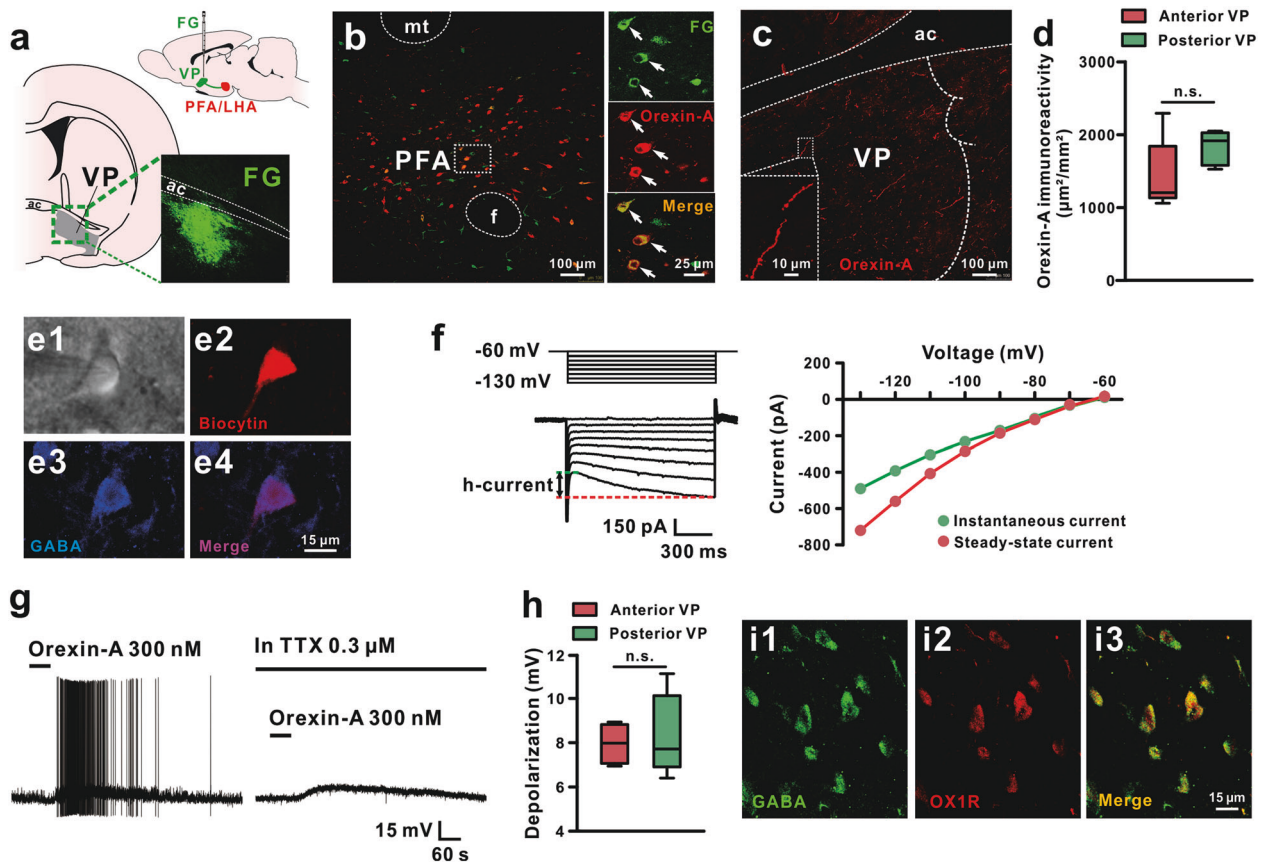 a
FG
VP
PFA/LHA
VP
ac
FG
ac
b
mt
PFA
f
100 µm
FG
Orexin-A
Merge
25 µm
c
ac
VP
10 µm
Orexin-A
100 µm
d
Anterior VP
Posterior VP
n.s.
Orexin-A immunoreactivity
(µm²/mm²)
3000
2000
1000
0
e1
e2
Biocytin
e3
GABA
e4
Merge
15 µm
f
-60 mV
-130 mV
h-current
150 pA
300 ms
Voltage (mV)
-120 -100 -80 -60
Current (pA)
200
0
-200
-400
-600
-800
Instantaneous current
Steady-state current
g
Orexin-A 300 nM
In TTX 0.3 µM
Orexin-A 300 nM
15 mV
60 s
h
Anterior VP
Posterior VP
n.s.
Depolarization (mV)
12
10
8
6
4
i1
GABA
i2
OX1R
i3
Merge
15 µm